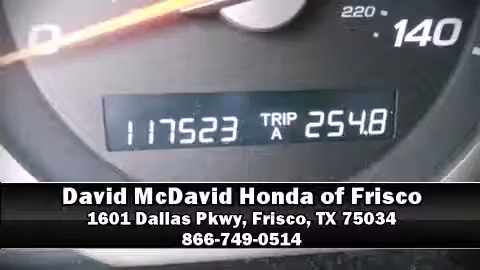 220
0
140
117523 TRIP A 254.8
David McDavid Honda of Frisco
1601 Dallas Pkwy, Frisco, TX 75034
866-749-0514